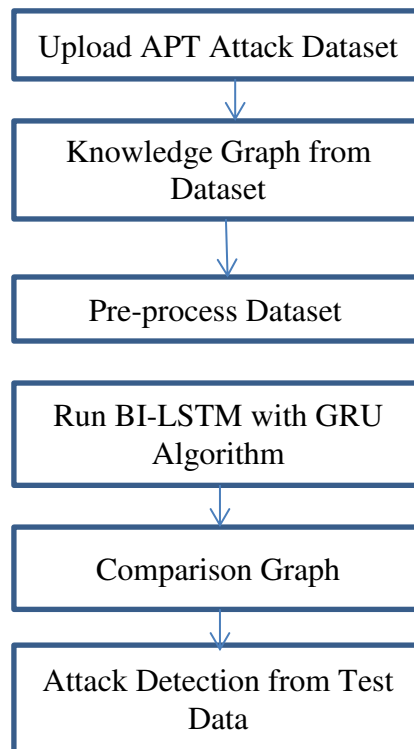 Upload APT Attack Dataset
Knowledge Graph from
Dataset
Pre-process Dataset
Run BI-LSTM with GRU
Algorithm
Comparison Graph
Attack Detection from Test
Data